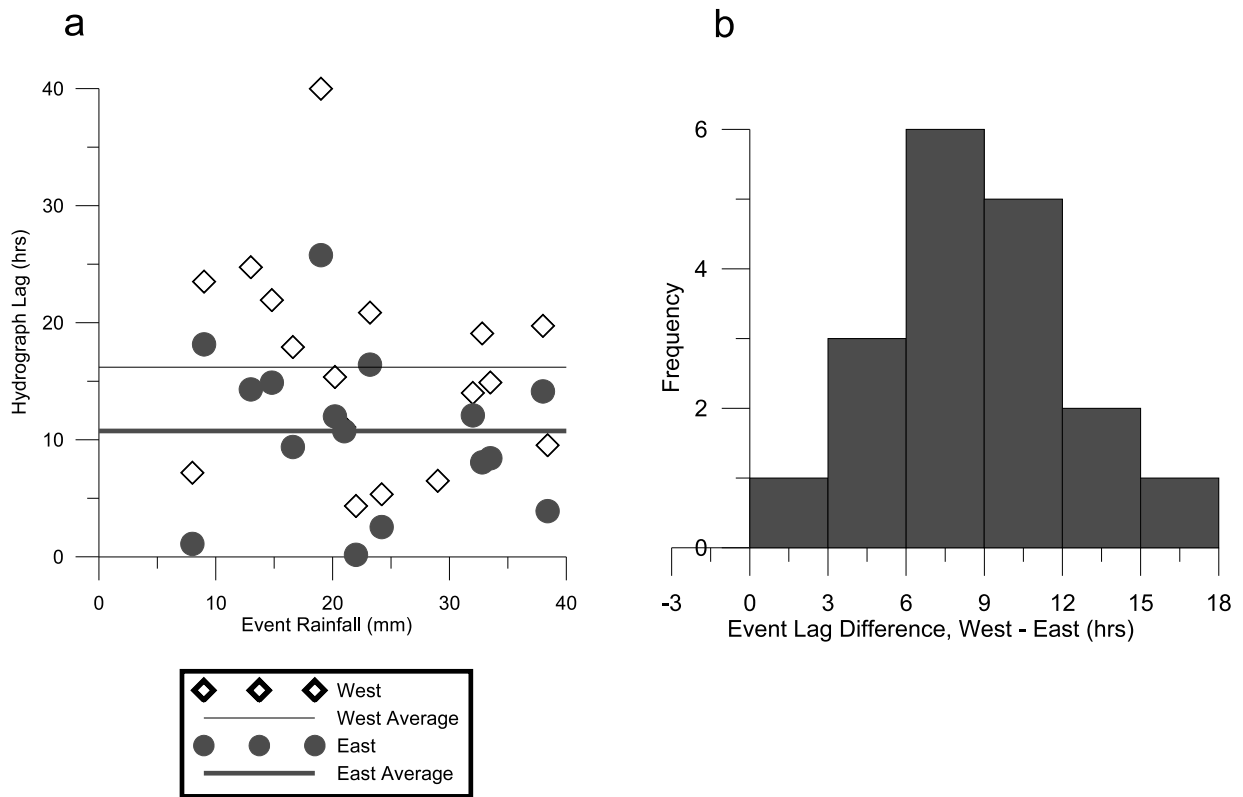 a
40
30
20
10
0
Hydrograph Lag (hrs)
0 10 20 30 40
Event Rainfall (mm)
West
West Average
East
East Average
b
6
4
2
0
Frequency
-3 0 3 6 9 12 15 18
Event Lag Difference, West - East (hrs)